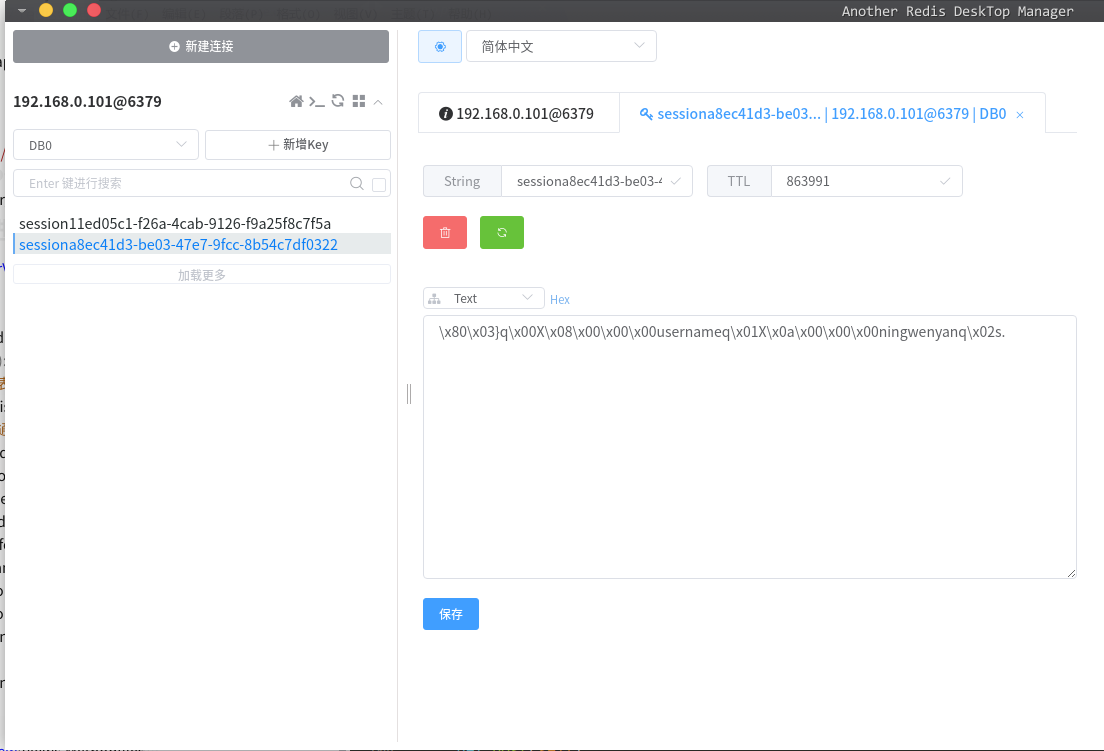 Another Redis DeskTop Manager
新建连接
192.168.0.101@6379
DB0
新增Key
Enter 键进行搜索
session11ed05c1-f26a-4cab-9126-f9a25f8c7f5a
sessiona8ec41d3-be03-47e7-9fcc-8b54c7df0322
加载更多
简体中文
192.168.0.101@6379
sessiona8ec41d3-be03... | 192.168.0.101@6379 | DB0
String
sessiona8ec41d3-be03-4
TTL
863991
Text
Hex
\x80\x03}q\x00X\x08\x00\x00\x00usernameq\x01X\x0a\x00\x00\x00ningwenyanq\x02s.
保存